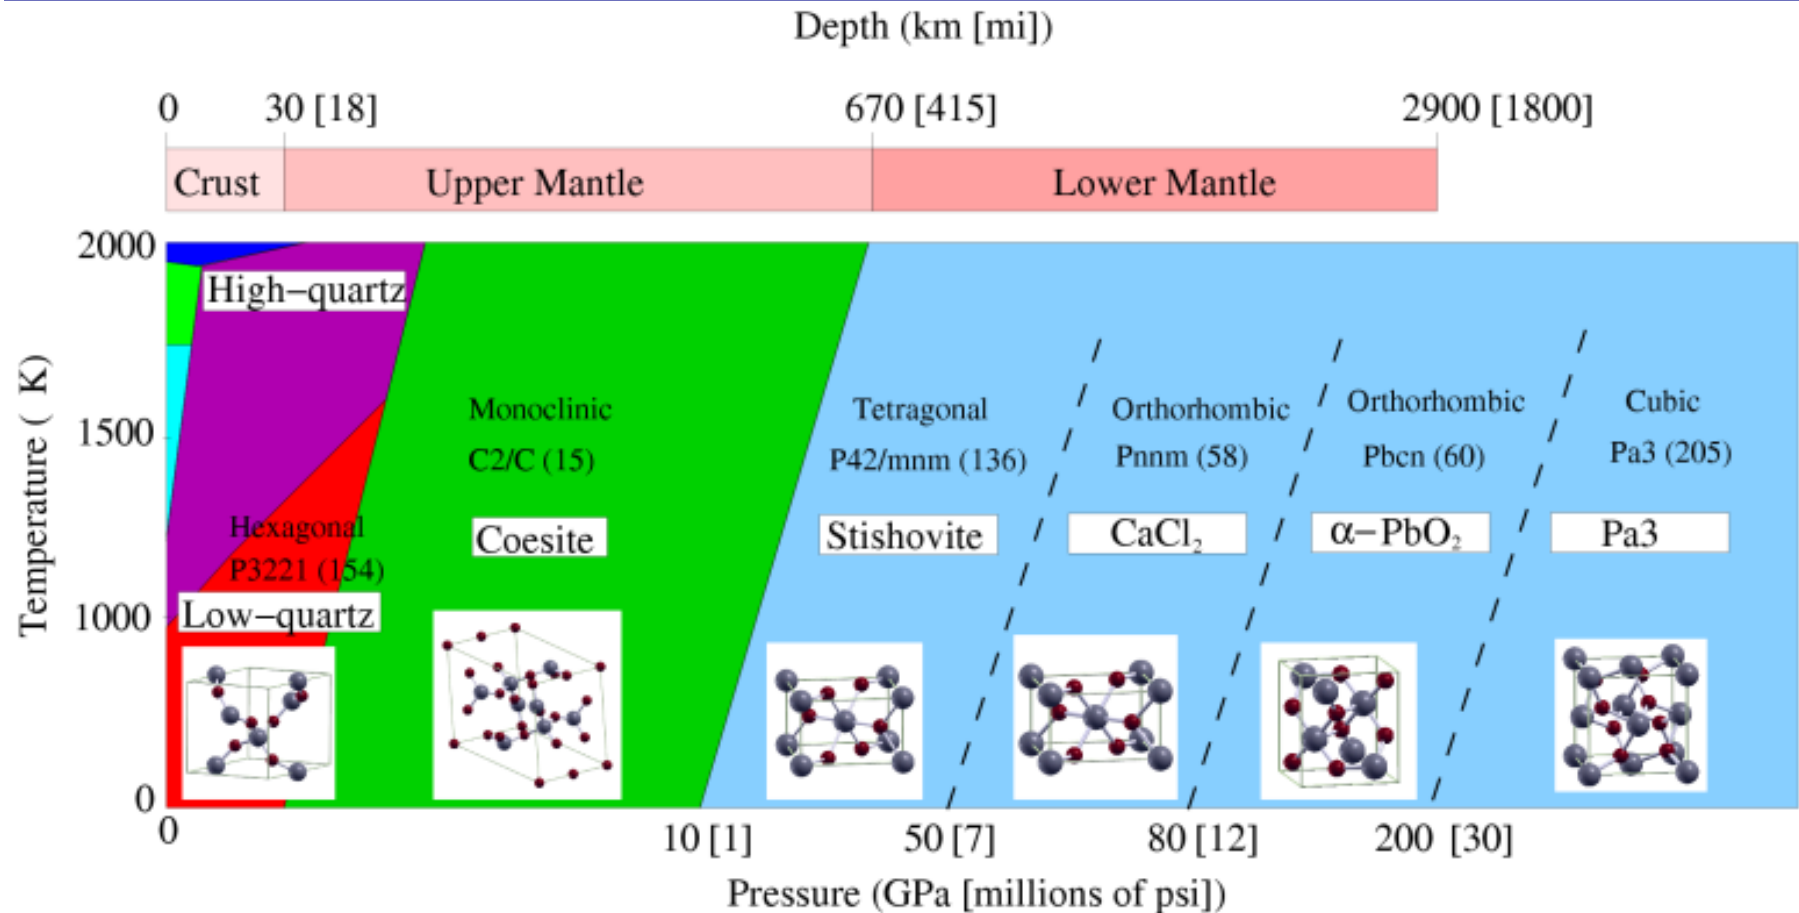 Depth (km [mi])
0 30 [18] 670 [415] 2900 [1800]
Crust Upper Mantle Lower Mantle
2000
High-quartz
Temperature ( K)
1500
Monoclinic Tetragonal Orthorhombic Orthorhombic Cubic
C2/C (15) P42/mnm (136) Pnnm (58) Pbcn (60) Pa3 (205)
Hexagonal
Coesite Stishovite CaCl₂ α-PbO₂ Pa3
P3221 (154)
1000
Low-quartz
0
0 10 [1] 50 [7] 80 [12] 200 [30]
Pressure (GPa [millions of psi])